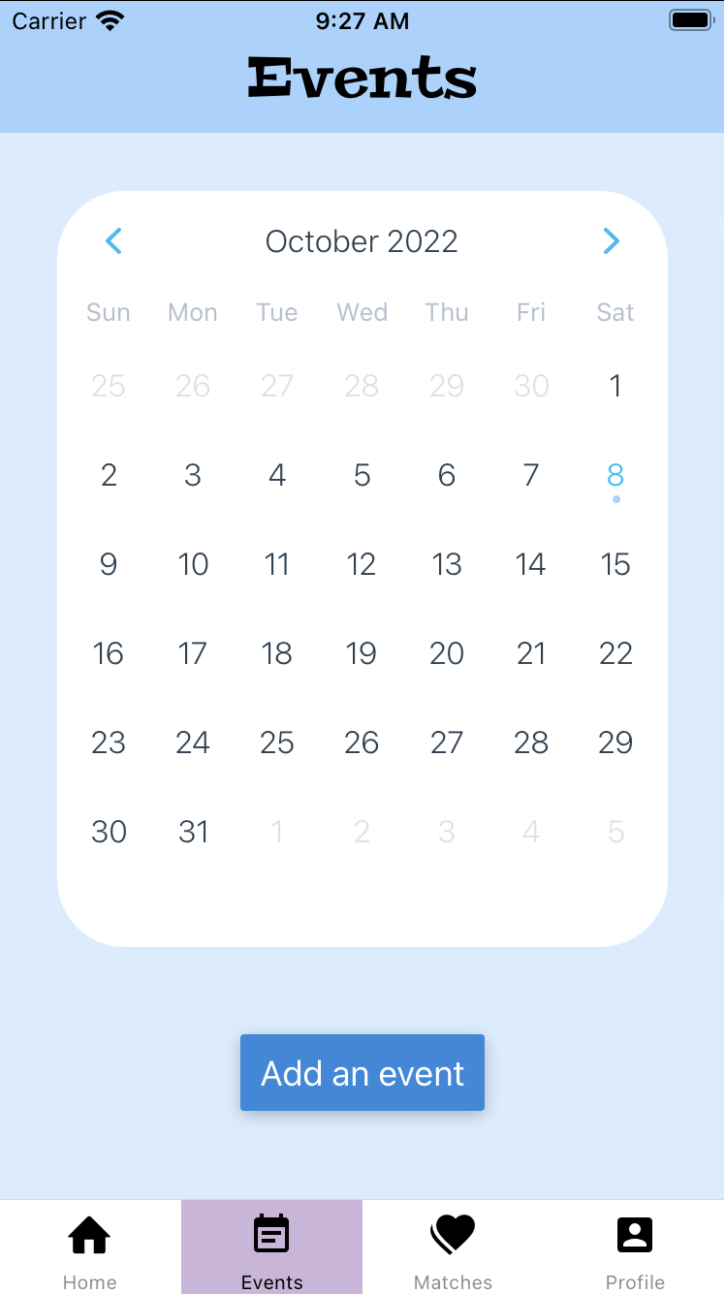 Carrier 9:27 AM
Events
October 2022
Sun Mon Tue Wed Thu Fri Sat
25 26 27 28 29 30 1
2 3 4 5 6 7 8
9 10 11 12 13 14 15
16 17 18 19 20 21 22
23 24 25 26 27 28 29
30 31 1 2 3 4 5
Add an event
Home Events Matches Profile